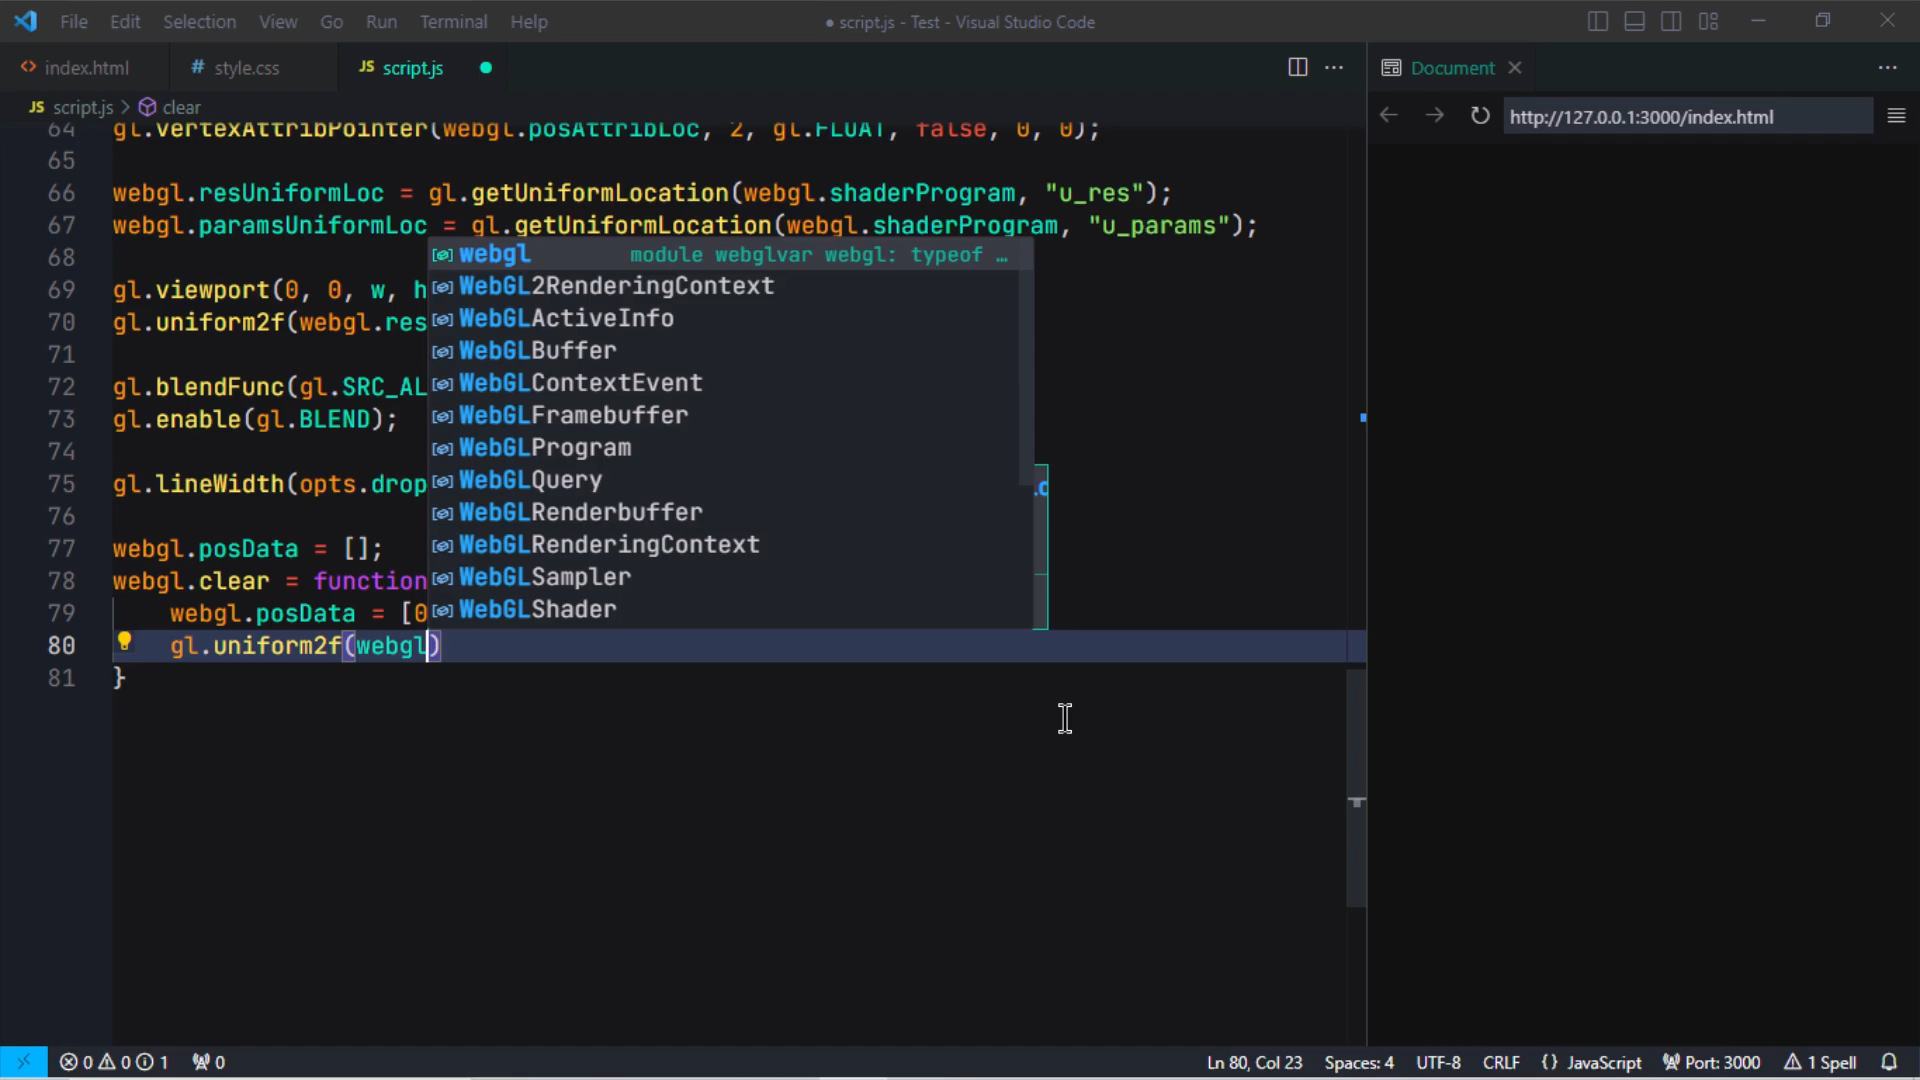 File Edit Selection View Go Run Terminal Help ● script.js - Test - Visual Studio Code
<> index.html # style.css JS script.js ● Document
JS script.js > clear
http://127.0.0.1:3000/index.html
64 gl.vertexAttribPointer(webgl.posAttribLoc, 2, gl.FLOAT, false, 0, 0);
65
66 webgl.resUniformLoc = gl.getUniformLocation(webgl.shaderProgram, "u_res");
67 webgl.paramsUniformLoc = gl.getUniformLocation(webgl.shaderProgram, "u_params");
68 webgl module webglvar webgl: typeof …
69 gl.viewport(0, 0, w, h WebGL2RenderingContext
70 gl.uniform2f(webgl.res WebGLActiveInfo
71 WebGLBuffer
72 gl.blendFunc(gl.SRC_AL WebGLContextEvent
73 gl.enable(gl.BLEND); WebGLFramebuffer
74 WebGLProgram
75 gl.lineWidth(opts.drop WebGLQuery
76 WebGLRenderbuffer
77 webgl.posData = []; WebGLRenderingContext
78 webgl.clear = function WebGLSampler
79 webgl.posData = [0 WebGLShader
80 gl.uniform2f(webgl)
81 }
0 0 1 0 Ln 80, Col 23 Spaces: 4 UTF-8 CRLF {} JavaScript Port: 3000 1 Spell